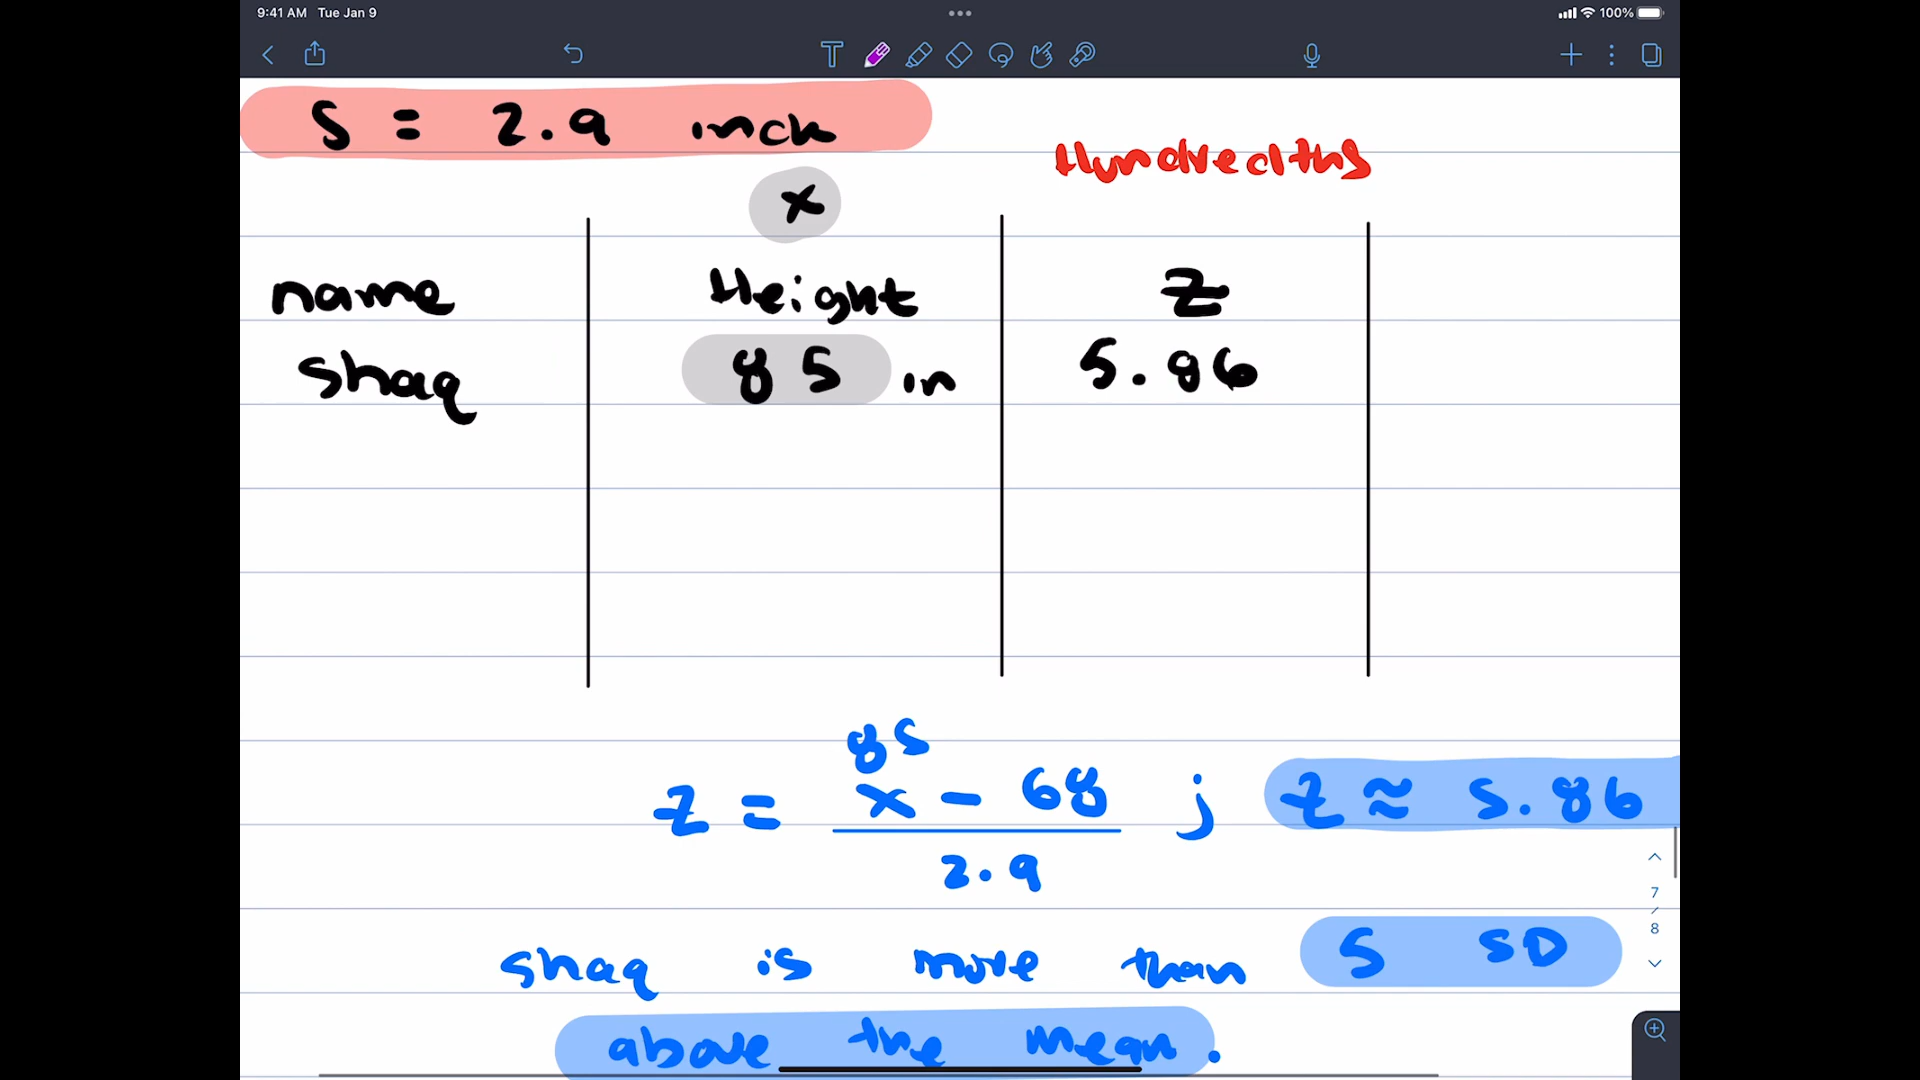 9:41 AM Tue Jan 9
100%
S = 2.9 inch
Hundredths
x
name Height Z
shaq 85 in 5.86
85
z = x - 68 ; z ≈ 5.86
2.9
7
/
8
shaq is more than 5 SD
above the mean.